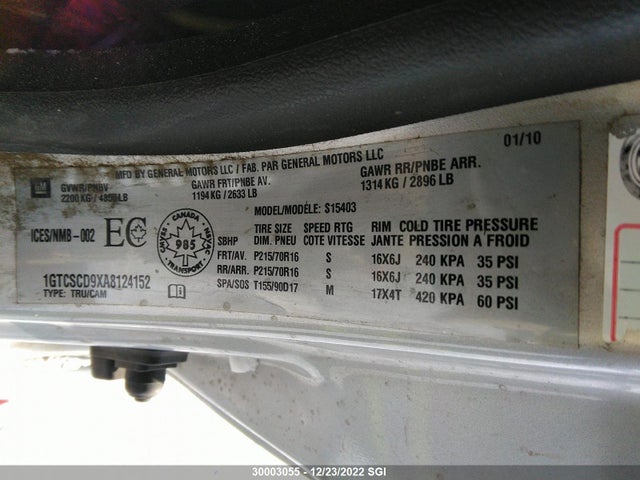 01/10
MFD BY GENERAL MOTORS LLC / FAB. PAR GENERAL MOTORS LLC
GM
GVWR/PNBV GAWR FRT/PNBE AV. GAWR RR/PNBE ARR.
2200 KG / 4850 LB 1194 KG / 2633 LB 1314 KG / 2896 LB
MODEL/MODÈLE: S15403
ICES/NMB-002 EC
CANADA
985
TRANSPORT
TIRE SIZE SPEED RTG RIM COLD TIRE PRESSURE
SBHP DIM. PNEU COTE VITESSE JANTE PRESSION A FROID
FRT/AV. P215/70R16 S 16X6J 240 KPA 35 PSI
RR/ARR. P215/70R16 S 16X6J 240 KPA 35 PSI
SPA/SOS T155/90D17 M 17X4T 420 KPA 60 PSI
1GTCSCD9XA8124152
TYPE: TRU/CAM
30003055 - 12/23/2022 SGI